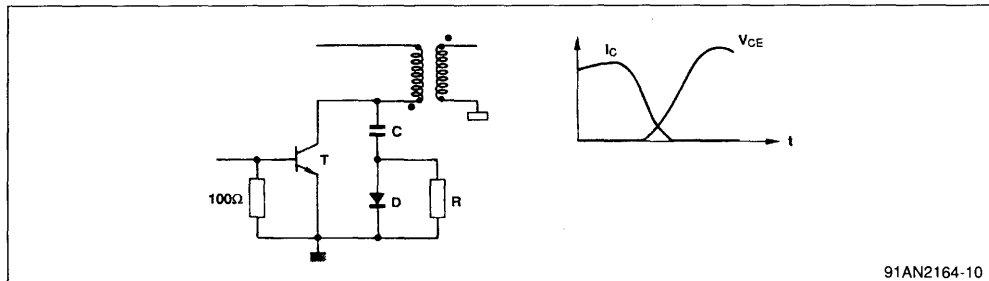 I_C
V_CE
C
T
t
100Ω
D
R
91AN2164-10